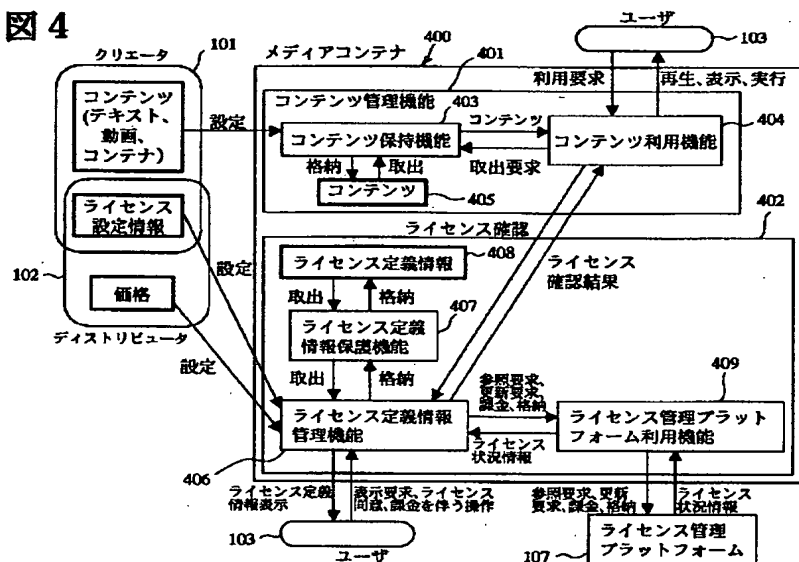 図4
クリエータ
101
コンテンツ
(テキスト、
動画、
コンテナ)
設定
ライセンス
設定情報
102
価格
ディストリビュータ
設定
設定
メディアコンテナ
400
ユーザ
103
利用要求
再生、表示、実行
401
コンテンツ管理機能
403
コンテンツ保持機能
コンテンツ
取出要求
コンテンツ利用機能
404
格納
取出
コンテンツ
405
402
ライセンス確認
ライセンス定義情報
408
ライセンス
確認結果
取出
格納
407
ライセンス定義
情報保護機能
取出
格納
参照要求、
更新要求、
課金、格納
409
ライセンス定義情報
管理機能
ライセンス
状況情報
ライセンス管理プラット
フォーム利用機能
406
ライセンス定義
情報表示
表示要求、ライセンス
同意、課金を伴う操作
参照要求、更新
要求、課金、格納
ライセンス
状況情報
103
ユーザ
107
ライセンス管理
プラットフォーム